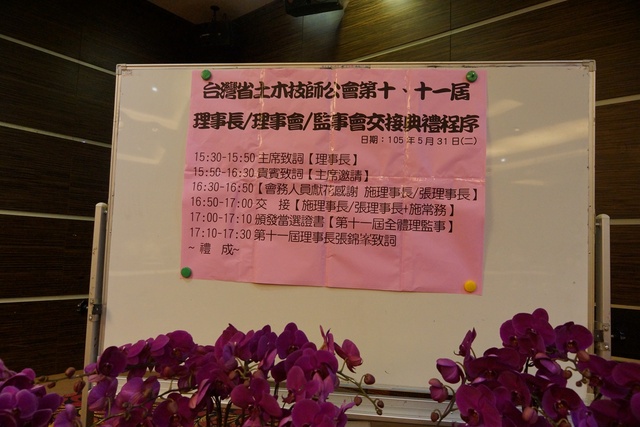 台灣省土木技師公會第十、十一屆
理事長/理事會/監事會交接典禮程序
日期：105年5月31日(二)
15:30-15:50 主席致詞【理事長】
15:50-16:30 貴賓致詞【主席邀請】
16:30-16:50【會務人員獻花感謝 施理事長/張理事長】
16:50-17:00 交 接【施理事長/張理事長+施常務】
17:00-17:10 頒發當選證書【第十一屆全體理監事】
17:10-17:30 第十一屆理事長張錦峯致詞
~ 禮 成~